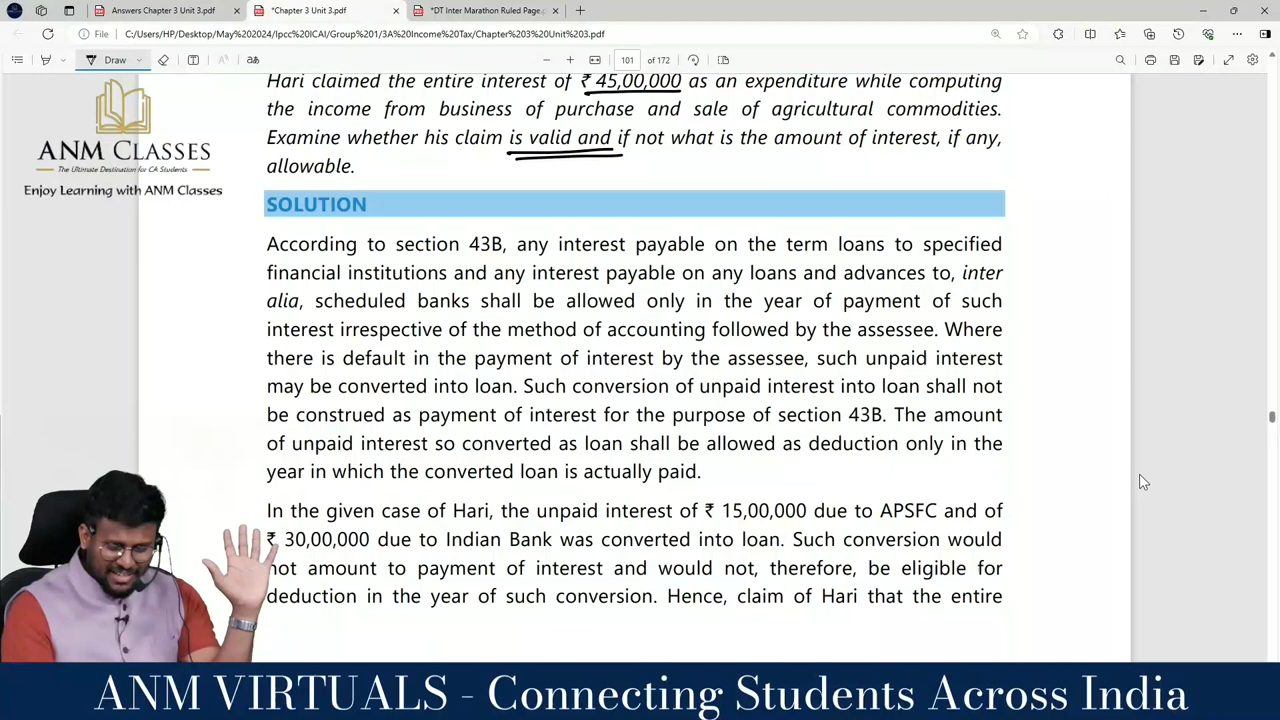 Answers Chapter 3 Unit 3.pdf
*Chapter 3 Unit 3.pdf
*DT Inter Marathon Ruled Page.
File
C:/Users/HP/Desktop/May%202024/Ipcc%20ICAI/Group%201/3A%20Income%20Tax/Chapter%203%20Unit%203.pdf
Draw
101 of 172
Hari claimed the entire interest of ₹ 45,00,000 as an expenditure while computing
the income from business of purchase and sale of agricultural commodities.
Examine whether his claim is valid and if not what is the amount of interest, if any,
allowable.
ANM CLASSES
The Ultimate Destination for CA Students
Enjoy Learning with ANM Classes
SOLUTION
According to section 43B, any interest payable on the term loans to specified
financial institutions and any interest payable on any loans and advances to, inter
alia, scheduled banks shall be allowed only in the year of payment of such
interest irrespective of the method of accounting followed by the assessee. Where
there is default in the payment of interest by the assessee, such unpaid interest
may be converted into loan. Such conversion of unpaid interest into loan shall not
be construed as payment of interest for the purpose of section 43B. The amount
of unpaid interest so converted as loan shall be allowed as deduction only in the
year in which the converted loan is actually paid.
In the given case of Hari, the unpaid interest of ₹ 15,00,000 due to APSFC and of
₹ 30,00,000 due to Indian Bank was converted into loan. Such conversion would
not amount to payment of interest and would not, therefore, be eligible for
deduction in the year of such conversion. Hence, claim of Hari that the entire
ANM VIRTUALS - Connecting Students Across India